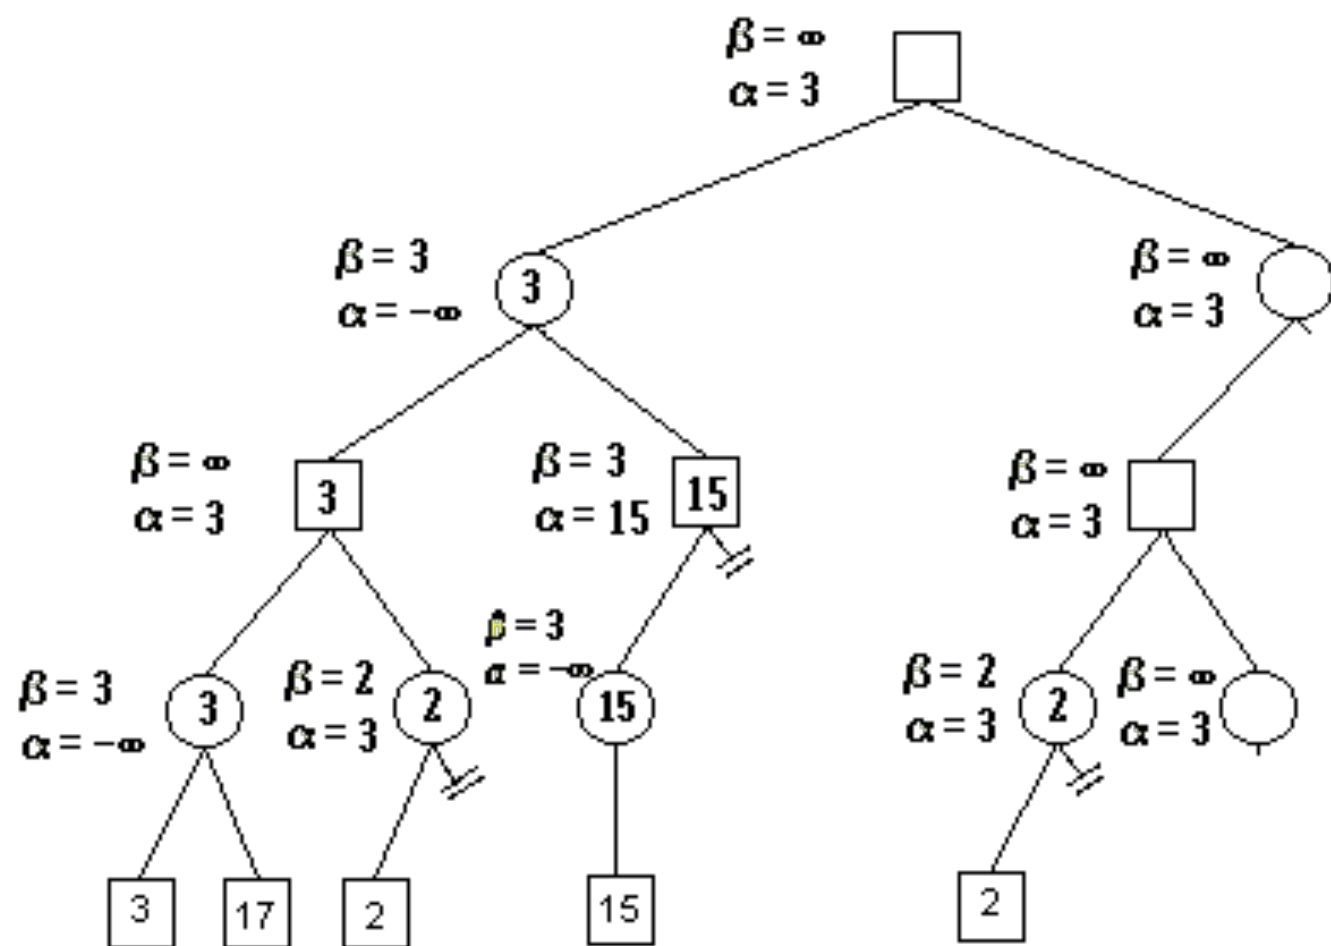 β = ∞
α = 3
β = 3
α = −∞
3
β = ∞
α = 3
β = ∞
α = 3
3
β = 3
α = 15
15
β = ∞
α = 3
β = 3
α = −∞
3
β = 2
α = 3
2
β = 3
α = −∞
15
β = 2
α = 3
2
β = ∞
α = 3
3
17
2
15
2